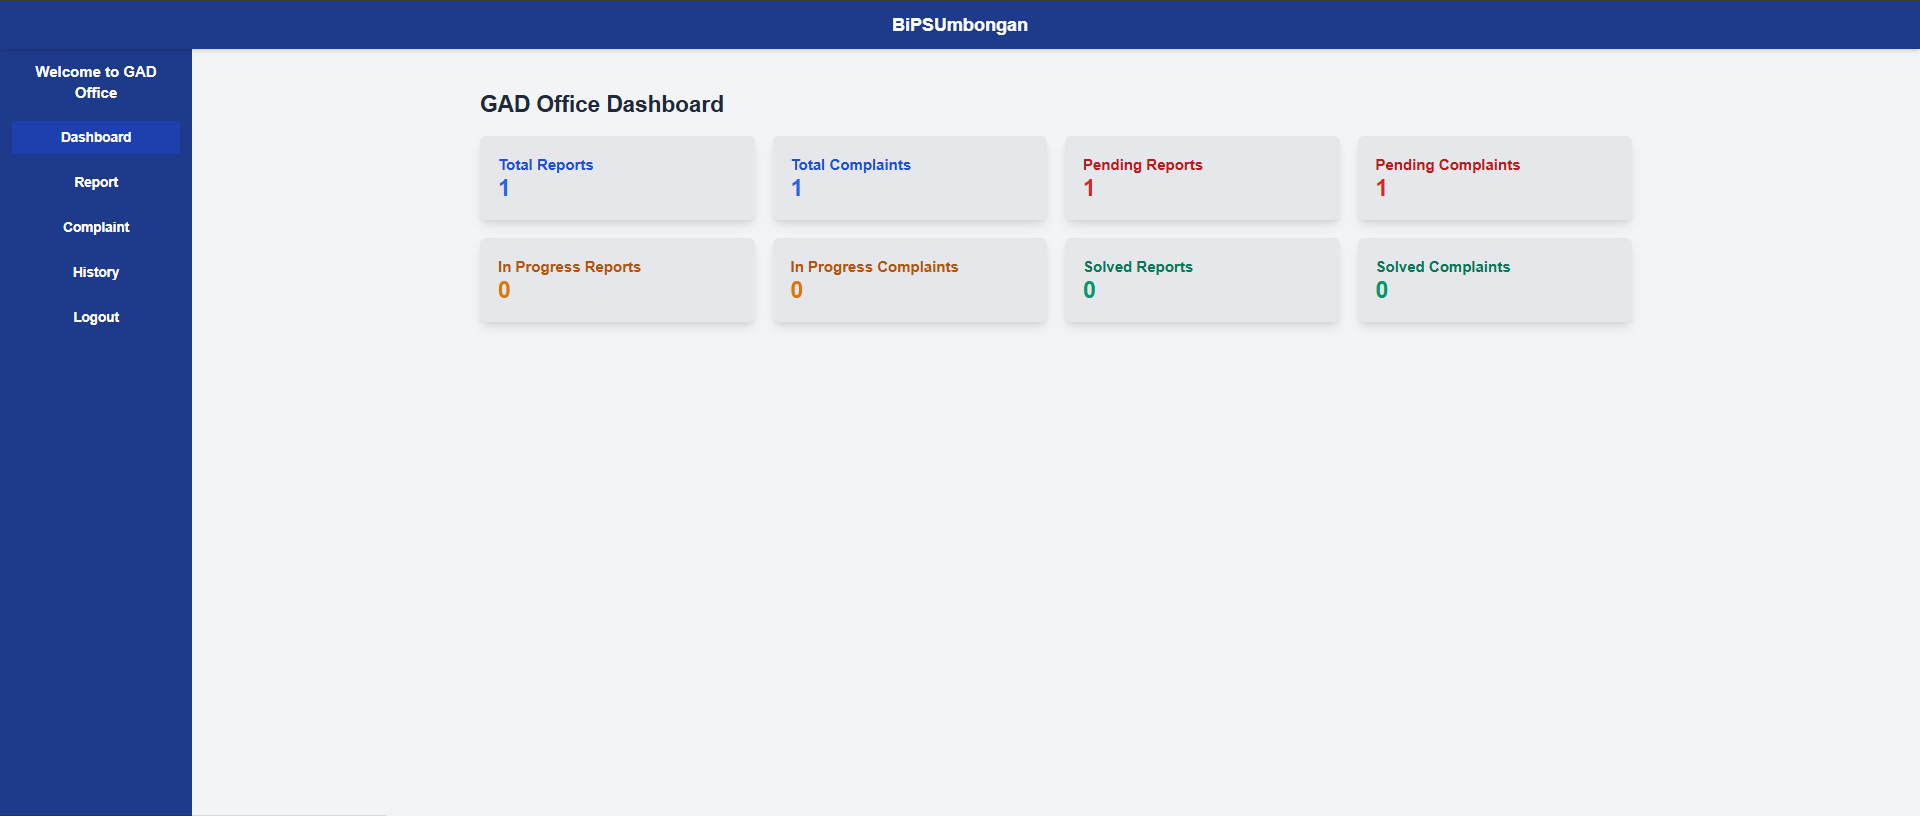 BiPSUmbongan
Welcome to GAD
Office
Dashboard
Report
Complaint
History
Logout
GAD Office Dashboard
Total Reports
1
Total Complaints
1
Pending Reports
1
Pending Complaints
1
In Progress Reports
0
In Progress Complaints
0
Solved Reports
0
Solved Complaints
0